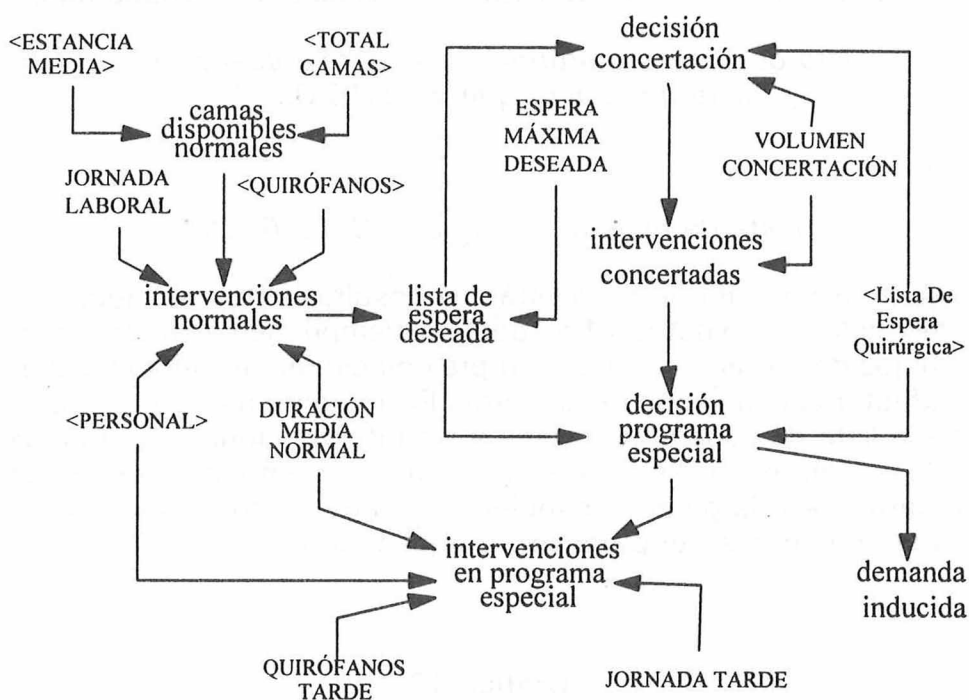 <ESTANCIA
MEDIA>
<TOTAL
CAMAS>
decisión
concertación
camas
disponibles
normales
ESPERA
MÁXIMA
DESEADA
VOLUMEN
CONCERTACIÓN
JORNADA
LABORAL
<QUIRÓFANOS>
intervenciones
concertadas
intervenciones
normales
lista de
espera
deseada
<Lista De
Espera
Quirúrgica>
<PERSONAL>
DURACIÓN
MEDIA
NORMAL
decisión
programa
especial
intervenciones
en programa
especial
demanda
inducida
QUIRÓFANOS
TARDE
JORNADA TARDE